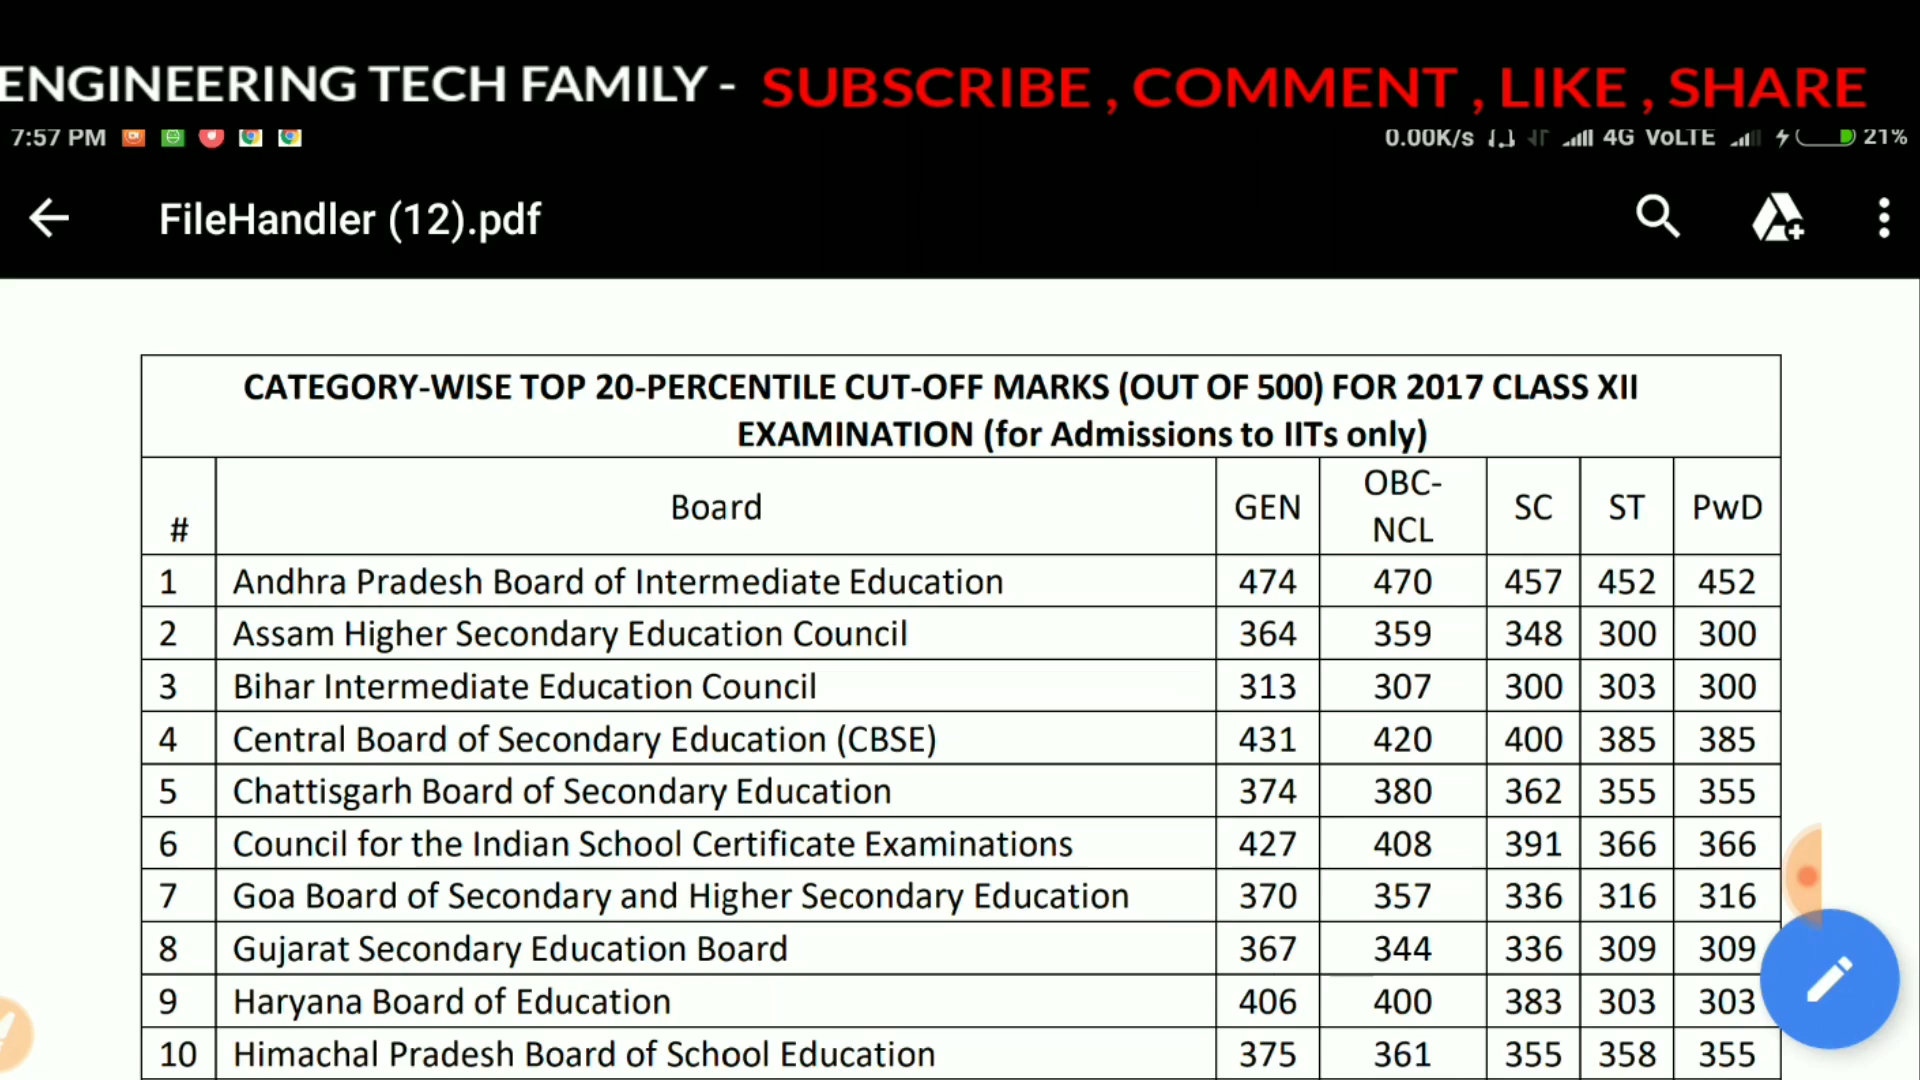 ENGINEERING TECH FAMILY - SUBSCRIBE , COMMENT , LIKE , SHARE
7:57 PM 0.00K/s 4G VoLTE 21%
FileHandler (12).pdf
CATEGORY-WISE TOP 20-PERCENTILE CUT-OFF MARKS (OUT OF 500) FOR 2017 CLASS XII
EXAMINATION (for Admissions to IITs only)
# Board GEN OBC-NCL SC ST PwD
1 Andhra Pradesh Board of Intermediate Education 474 470 457 452 452
2 Assam Higher Secondary Education Council 364 359 348 300 300
3 Bihar Intermediate Education Council 313 307 300 303 300
4 Central Board of Secondary Education (CBSE) 431 420 400 385 385
5 Chattisgarh Board of Secondary Education 374 380 362 355 355
6 Council for the Indian School Certificate Examinations 427 408 391 366 366
7 Goa Board of Secondary and Higher Secondary Education 370 357 336 316 316
8 Gujarat Secondary Education Board 367 344 336 309 309
9 Haryana Board of Education 406 400 383 303 303
10 Himachal Pradesh Board of School Education 375 361 355 358 355